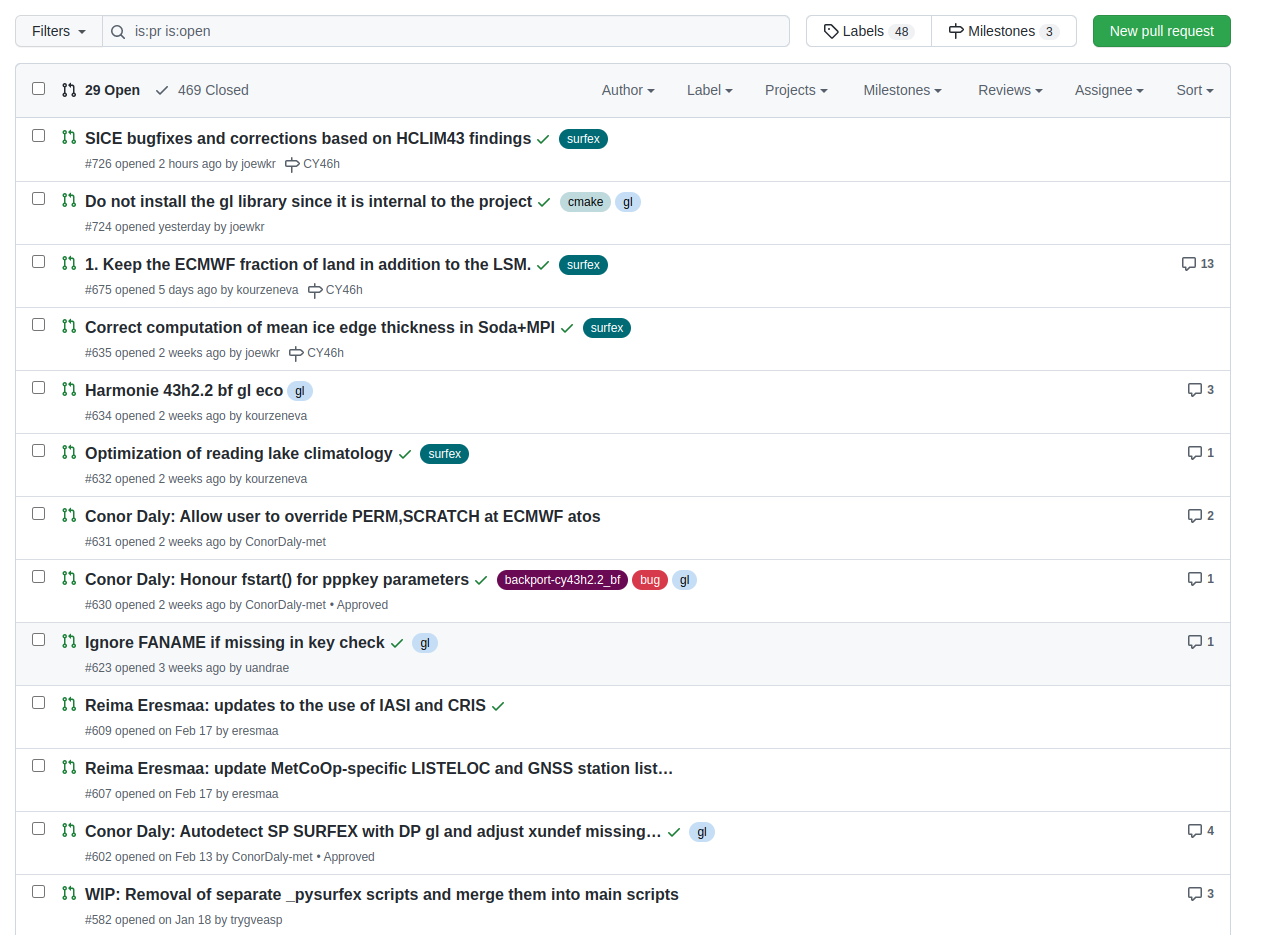 Filters is:pr is:open Labels 48 Milestones 3 New pull request
29 Open 469 Closed Author Label Projects Milestones Reviews Assignee Sort
SICE bugfixes and corrections based on HCLIM43 findings surfex
#726 opened 2 hours ago by joewkr CY46h
Do not install the gl library since it is internal to the project cmake gl
#724 opened yesterday by joewkr
1. Keep the ECMWF fraction of land in addition to the LSM. surfex 13
#675 opened 5 days ago by kourzeneva CY46h
Correct computation of mean ice edge thickness in Soda+MPI surfex
#635 opened 2 weeks ago by joewkr CY46h
Harmonie 43h2.2 bf gl eco gl 3
#634 opened 2 weeks ago by kourzeneva
Optimization of reading lake climatology surfex 1
#632 opened 2 weeks ago by kourzeneva
Conor Daly: Allow user to override PERM,SCRATCH at ECMWF atos 2
#631 opened 2 weeks ago by ConorDaly-met
Conor Daly: Honour fstart() for pppkey parameters backport-cy43h2.2_bf bug gl 1
#630 opened 2 weeks ago by ConorDaly-met • Approved
Ignore FANAME if missing in key check gl 1
#623 opened 3 weeks ago by uandrae
Reima Eresmaa: updates to the use of IASI and CRIS
#609 opened on Feb 17 by eresmaa
Reima Eresmaa: update MetCoOp-specific LISTELOC and GNSS station list…
#607 opened on Feb 17 by eresmaa
Conor Daly: Autodetect SP SURFEX with DP gl and adjust xundef missing… gl 4
#602 opened on Feb 13 by ConorDaly-met • Approved
WIP: Removal of separate _pysurfex scripts and merge them into main scripts 3
#582 opened on Jan 18 by trygveasp